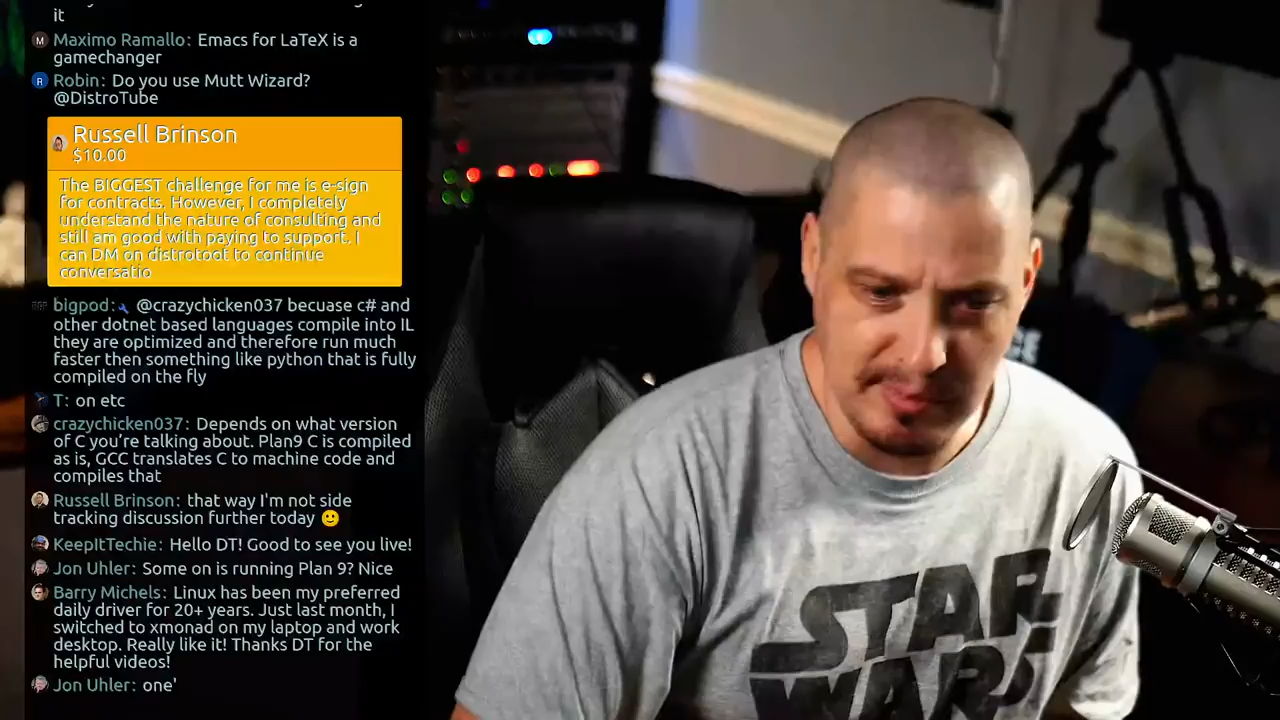 it
Maximo Ramallo: Emacs for LaTeX is a
gamechanger
Robin: Do you use Mutt Wizard?
@DistroTube
Russell Brinson
$10.00
The BIGGEST challenge for me is e-sign
for contracts. However, I completely
understand the nature of consulting and
still am good with paying to support. I
can DM on distrotoot to continue
conversatio
bigpod: @crazychicken037 becuase c# and
other dotnet based languages compile into IL
they are optimized and therefore run much
faster then something like python that is fully
compiled on the fly
T: on etc
crazychicken037: Depends on what version
of C you're talking about. Plan9 C is compiled
as is, GCC translates C to machine code and
compiles that
Russell Brinson: that way I'm not side
tracking discussion further today
KeepItTechie: Hello DT! Good to see you live!
Jon Uhler: Some on is running Plan 9? Nice
Barry Michels: Linux has been my preferred
daily driver for 20+ years. Just last month, I
switched to xmonad on my laptop and work
desktop. Really like it! Thanks DT for the
helpful videos!
Jon Uhler: one'
STAR
WARS